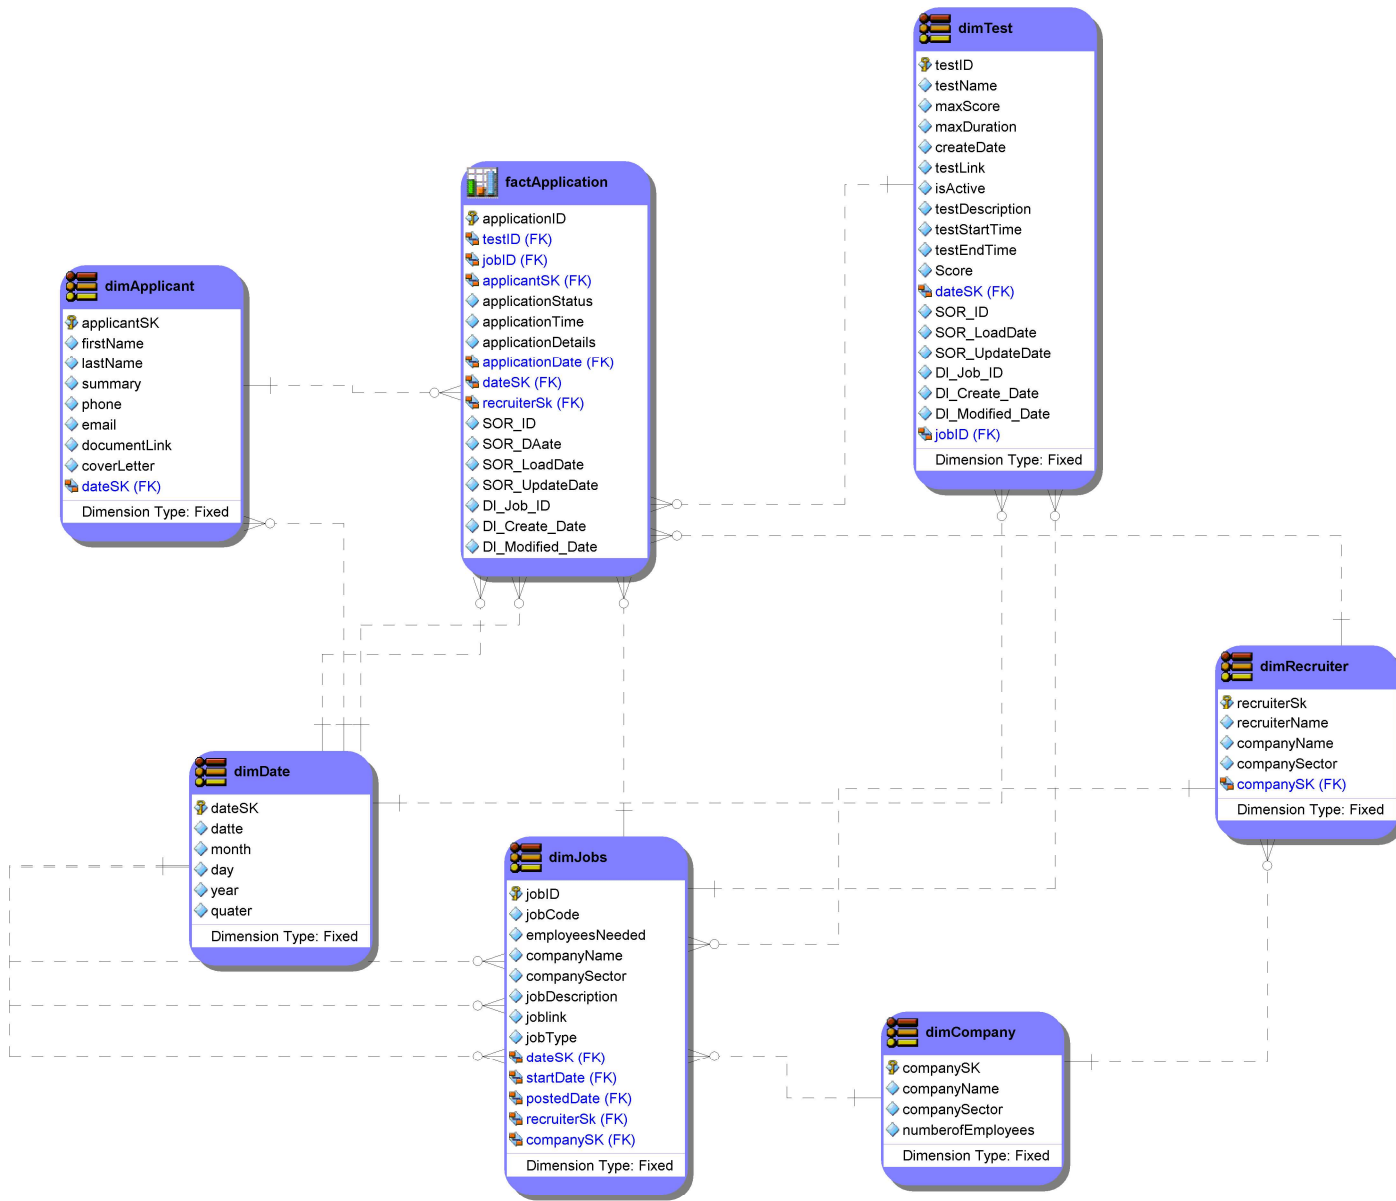 dimTest
testID
testName
maxScore
maxDuration
createDate
testLink
isActive
testDescription
testStartTime
testEndTime
Score
dateSK (FK)
SOR_ID
SOR_LoadDate
SOR_UpdateDate
DI_Job_ID
DI_Create_Date
DI_Modified_Date
jobID (FK)
Dimension Type: Fixed
factApplication
applicationID
testID (FK)
jobID (FK)
applicantSK (FK)
applicationStatus
applicationTime
applicationDetails
applicationDate (FK)
dateSK (FK)
recruiterSk (FK)
SOR_ID
SOR_DAate
SOR_LoadDate
SOR_UpdateDate
DI_Job_ID
DI_Create_Date
DI_Modified_Date
dimApplicant
applicantSK
firstName
lastName
summary
phone
email
documentLink
coverLetter
dateSK (FK)
Dimension Type: Fixed
dimRecruiter
recruiterSk
recruiterName
companyName
companySector
companySK (FK)
Dimension Type: Fixed
dimDate
dateSK
datte
month
day
year
quater
Dimension Type: Fixed
dimJobs
jobID
jobCode
employeesNeeded
companyName
companySector
jobDescription
joblink
jobType
dateSK (FK)
startDate (FK)
postedDate (FK)
recruiterSk (FK)
companySK (FK)
Dimension Type: Fixed
dimCompany
companySK
companyName
companySector
numberofEmployees
Dimension Type: Fixed